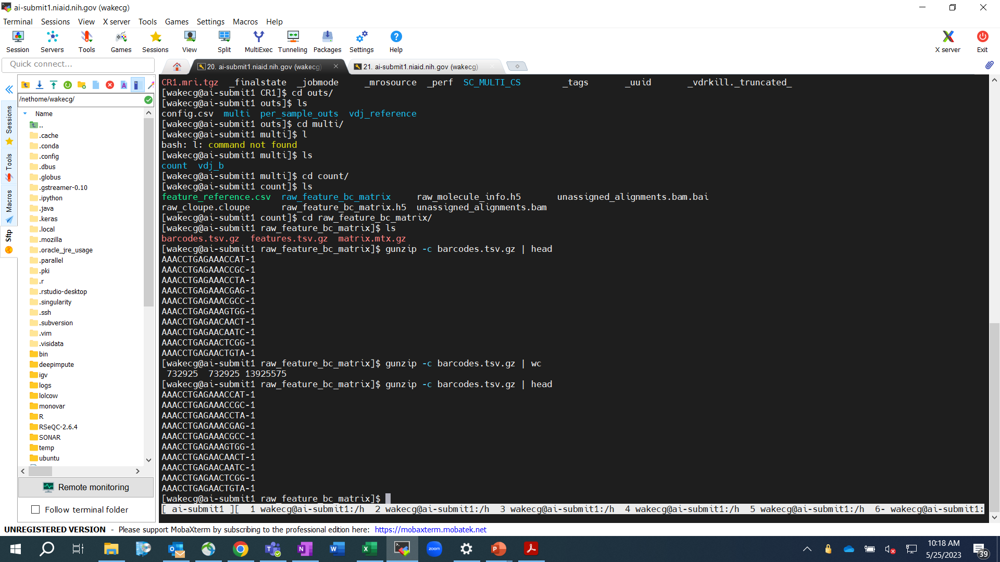 ai-submit1.niaid.nih.gov (wakecg)
Terminal Sessions View X server Tools Games Settings Macros Help
Session Servers Tools Games Sessions View Split MultiExec Tunneling Packages Settings Help X server Exit
Quick connect...
20. ai-submit1.niaid.nih.gov (wakecg)
21. ai-submit1.niaid.nih.gov (wakecg)
Sessions
Tools
Macros
Sftp
/nethome/wakecg/
Name
..
.cache
.conda
.config
.dbus
.globus
.gstreamer-0.10
.ipython
.java
.keras
.local
.mozilla
.oracle_jre_usage
.parallel
.pki
.r
.rstudio-desktop
.singularity
.ssh
.subversion
.vim
.visidata
bin
deepimpute
igv
logs
lolcow
monovar
R
RSeQC-2.6.4
SONAR
temp
ubuntu
Remote monitoring
Follow terminal folder
CR1.mri.tgz _finalstate _jobmode _mrosource _perf SC_MULTI_CS _tags _uuid _vdrkill._truncated_
[wakecg@ai-submit1 CR1]$ cd outs/
[wakecg@ai-submit1 outs]$ ls
config.csv multi per_sample_outs vdj_reference
[wakecg@ai-submit1 outs]$ cd multi/
[wakecg@ai-submit1 multi]$ l
bash: l: command not found
[wakecg@ai-submit1 multi]$ ls
count vdj_b
[wakecg@ai-submit1 multi]$ cd count/
[wakecg@ai-submit1 count]$ ls
feature_reference.csv raw_feature_bc_matrix raw_molecule_info.h5 unassigned_alignments.bam.bai
raw_cloupe.cloupe raw_feature_bc_matrix.h5 unassigned_alignments.bam
[wakecg@ai-submit1 count]$ cd raw_feature_bc_matrix/
[wakecg@ai-submit1 raw_feature_bc_matrix]$ ls
barcodes.tsv.gz features.tsv.gz matrix.mtx.gz
[wakecg@ai-submit1 raw_feature_bc_matrix]$ gunzip -c barcodes.tsv.gz | head
AAACCTGAGAAACCAT-1
AAACCTGAGAAACCGC-1
AAACCTGAGAAACCTA-1
AAACCTGAGAAACGAG-1
AAACCTGAGAAACGCC-1
AAACCTGAGAAAGTGG-1
AAACCTGAGAACAACT-1
AAACCTGAGAACAATC-1
AAACCTGAGAACTCGG-1
AAACCTGAGAACTGTA-1
[wakecg@ai-submit1 raw_feature_bc_matrix]$ gunzip -c barcodes.tsv.gz | wc
732925 732925 13925575
[wakecg@ai-submit1 raw_feature_bc_matrix]$ gunzip -c barcodes.tsv.gz | head
AAACCTGAGAAACCAT-1
AAACCTGAGAAACCGC-1
AAACCTGAGAAACCTA-1
AAACCTGAGAAACGAG-1
AAACCTGAGAAACGCC-1
AAACCTGAGAAAGTGG-1
AAACCTGAGAACAACT-1
AAACCTGAGAACAATC-1
AAACCTGAGAACTCGG-1
AAACCTGAGAACTGTA-1
[wakecg@ai-submit1 raw_feature_bc_matrix]$
[ ai-submit1 ][ 1 wakecg@ai-submit1:/h 2 wakecg@ai-submit1:/h 3 wakecg@ai-submit1:/h 4 wakecg@ai-submit1:/h 5 wakecg@ai-submit1:/h 6- wakecg@ai-submit1:
UNREGISTERED VERSION - Please support MobaXterm by subscribing to the professional edition here: https://mobaxterm.mobatek.net
zoom
10:18 AM
5/25/2023
39